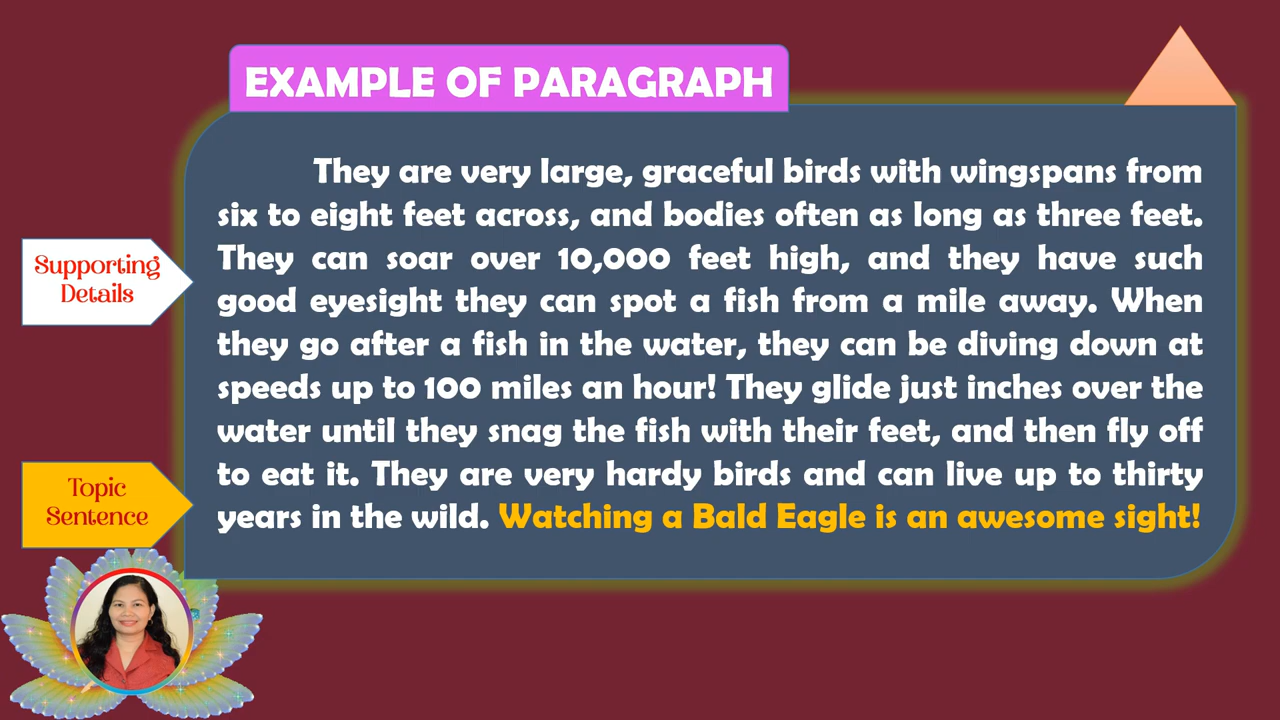 EXAMPLE OF PARAGRAPH
They are very large, graceful birds with wingspans from
six to eight feet across, and bodies often as long as three feet.
They can soar over 10,000 feet high, and they have such
good eyesight they can spot a fish from a mile away. When
they go after a fish in the water, they can be diving down at
speeds up to 100 miles an hour! They glide just inches over the
water until they snag the fish with their feet, and then fly off
to eat it. They are very hardy birds and can live up to thirty
years in the wild. Watching a Bald Eagle is an awesome sight!
Supporting
Details
Topic
Sentence